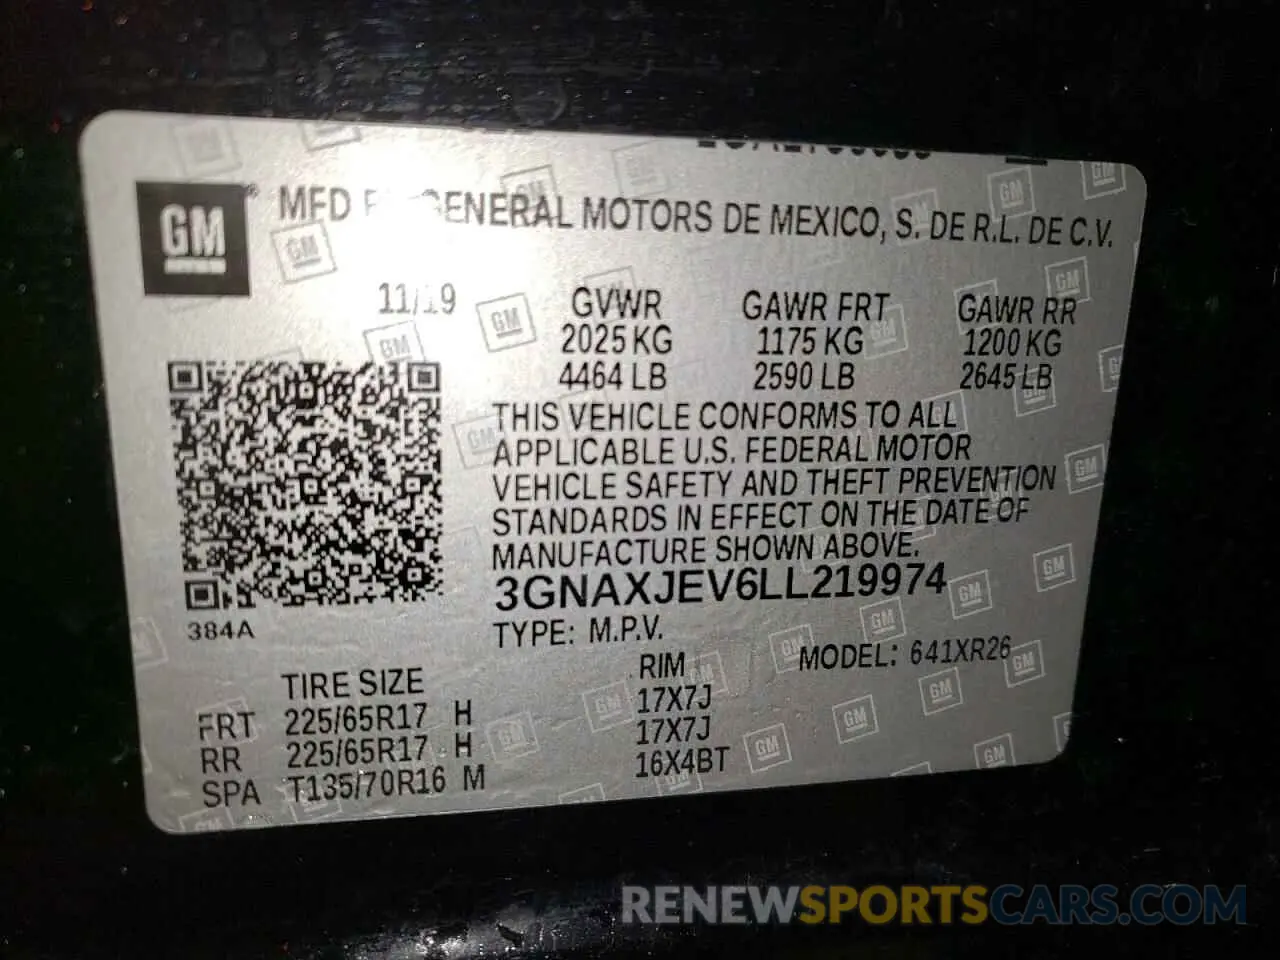 GM
MFD GENERAL MOTORS DE MEXICO, S. DE R.L. DE C.V.
11/19
GVWR GAWR FRT GAWR RR
2025 KG 1175 KG 1200 KG
4464 LB 2590 LB 2645 LB
THIS VEHICLE CONFORMS TO ALL
APPLICABLE U.S. FEDERAL MOTOR
VEHICLE SAFETY AND THEFT PREVENTION
STANDARDS IN EFFECT ON THE DATE OF
MANUFACTURE SHOWN ABOVE.
3GNAXJEV6LL219974
384A
TYPE: M.P.V.
MODEL: 641XR26
TIRE SIZE RIM
FRT 225/65R17 H 17X7J
RR 225/65R17 H 17X7J
SPA T135/70R16 M 16X4BT
RENEWSPORTSCARS.COM